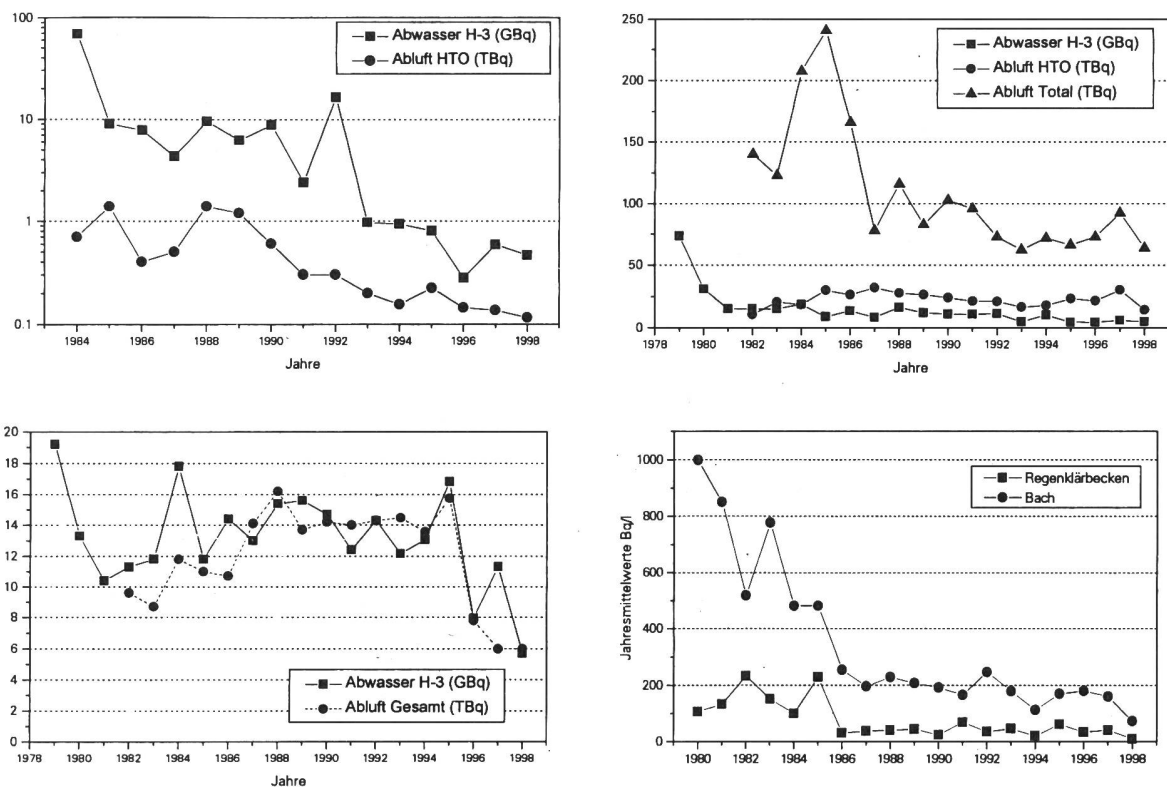 100
10
1
0.1
Abwasser H-3 (GBq)
Abluft HTO (TBq)
1984 1986 1988 1990 1992 1994 1996 1998
Jahre
250
200
150
100
50
0
Abwasser H-3 (GBq)
Abluft HTO (TBq)
Abluft Total (TBq)
1978 1980 1982 1984 1986 1988 1990 1992 1994 1996 1998
Jahre
20
18
16
14
12
10
8
6
4
2
0
Abwasser H-3 (GBq)
Abluft Gesamt (TBq)
1978 1980 1982 1984 1986 1988 1990 1992 1994 1996 1998
Jahre
Jahresmittelwerte Bq/l
1000
800
600
400
200
0
Regenklärbecken
Bach
1980 1982 1984 1986 1988 1990 1992 1994 1996 1998